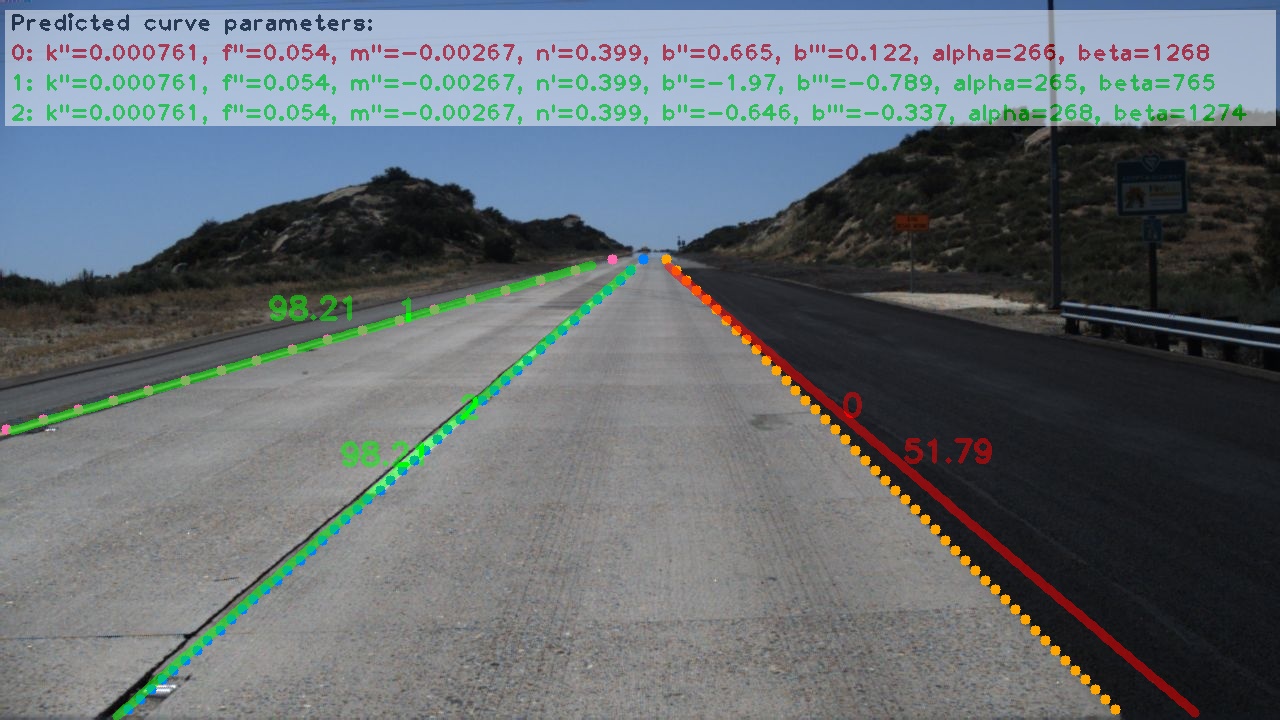 Predicted curve parameters:
0: k''=0.000761, f''=0.054, m''=-0.00267, n'=0.399, b''=0.665, b'''=0.122, alpha=266, beta=1268
1: k''=0.000761, f''=0.054, m''=-0.00267, n'=0.399, b''=-1.97, b'''=-0.789, alpha=265, beta=765
2: k''=0.000761, f''=0.054, m''=-0.00267, n'=0.399, b''=-0.646, b'''=-0.337, alpha=268, beta=1274
98.21 1
0
51.79